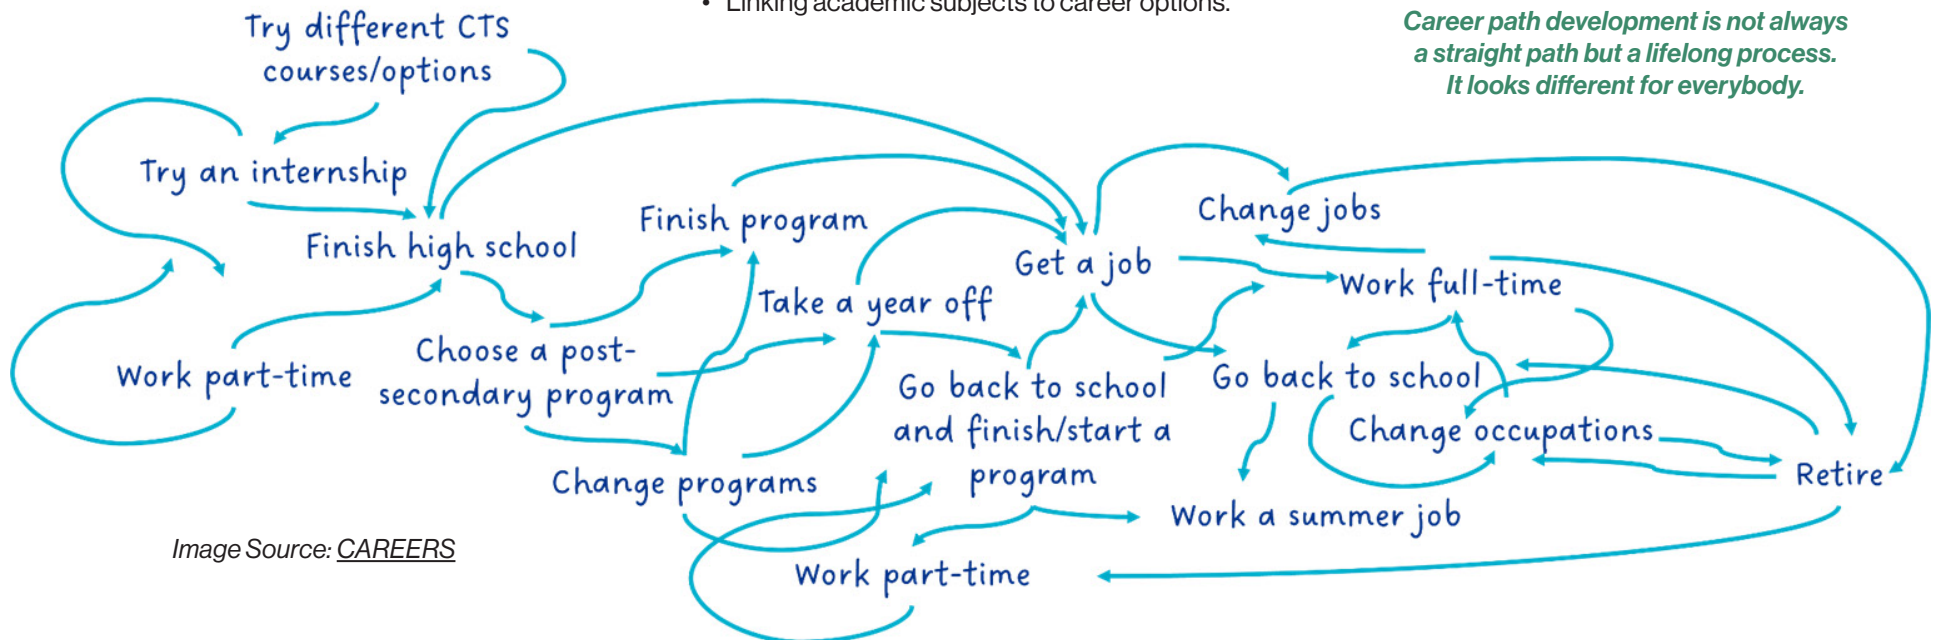 • Linking academic subjects to career options.
Career path development is not always
a straight path but a lifelong process.
It looks different for everybody.
Try different CTS
courses/options
Try an internship
Finish high school
Work part-time
Choose a post-
secondary program
Finish program
Take a year off
Change programs
Go back to school
and finish/start a
program
Work part-time
Get a job
Change jobs
Work full-time
Go back to school
Change occupations
Work a summer job
Retire
Image Source: CAREERS